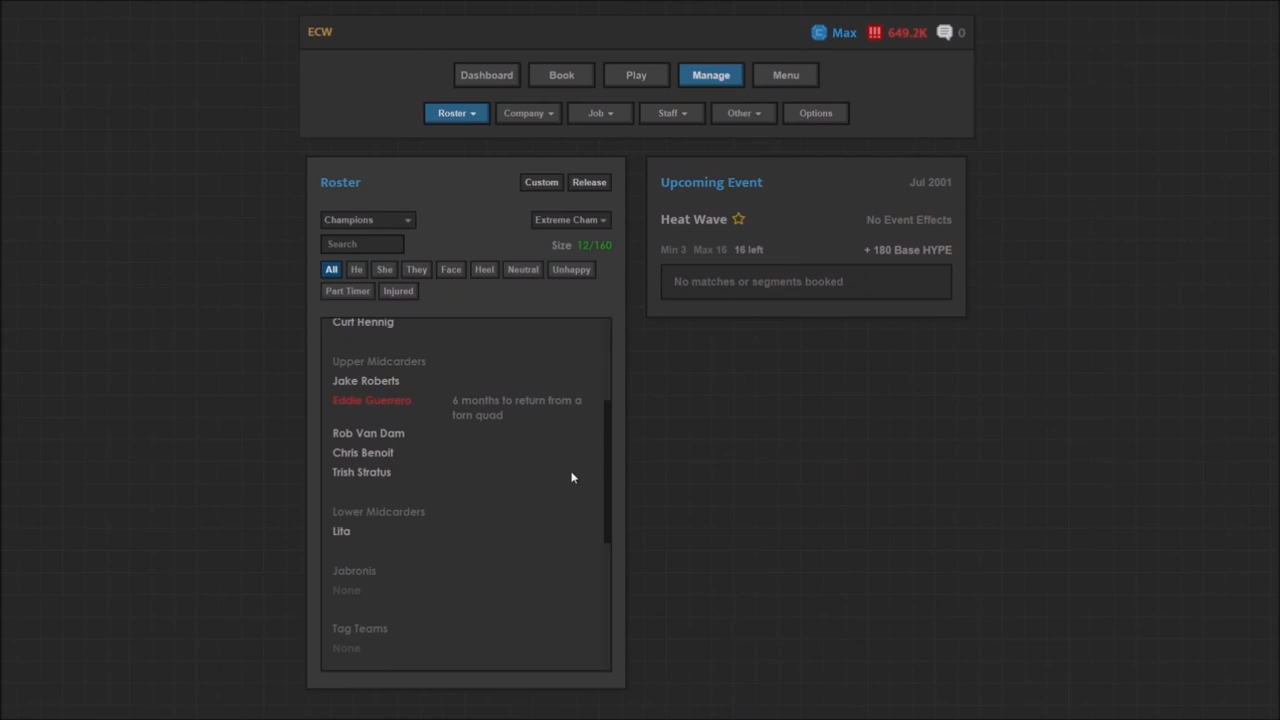 ECW
Max 649.2K 0
Dashboard Book Play Manage Menu
Roster Company Job Staff Other Options
Roster Custom Release
Champions Extreme Cham
Search Size 12/160
All He She They Face Heel Neutral Unhappy
Part Timer Injured
Curt Hennig
Upper Midcarders
Jake Roberts
Eddie Guerrero 6 months to return from a
torn quad
Rob Van Dam
Chris Benoit
Trish Stratus
Lower Midcarders
Lita
Jabronis
None
Tag Teams
None
Upcoming Event Jul 2001
Heat Wave No Event Effects
Min 3 Max 16 16 left + 180 Base HYPE
No matches or segments booked